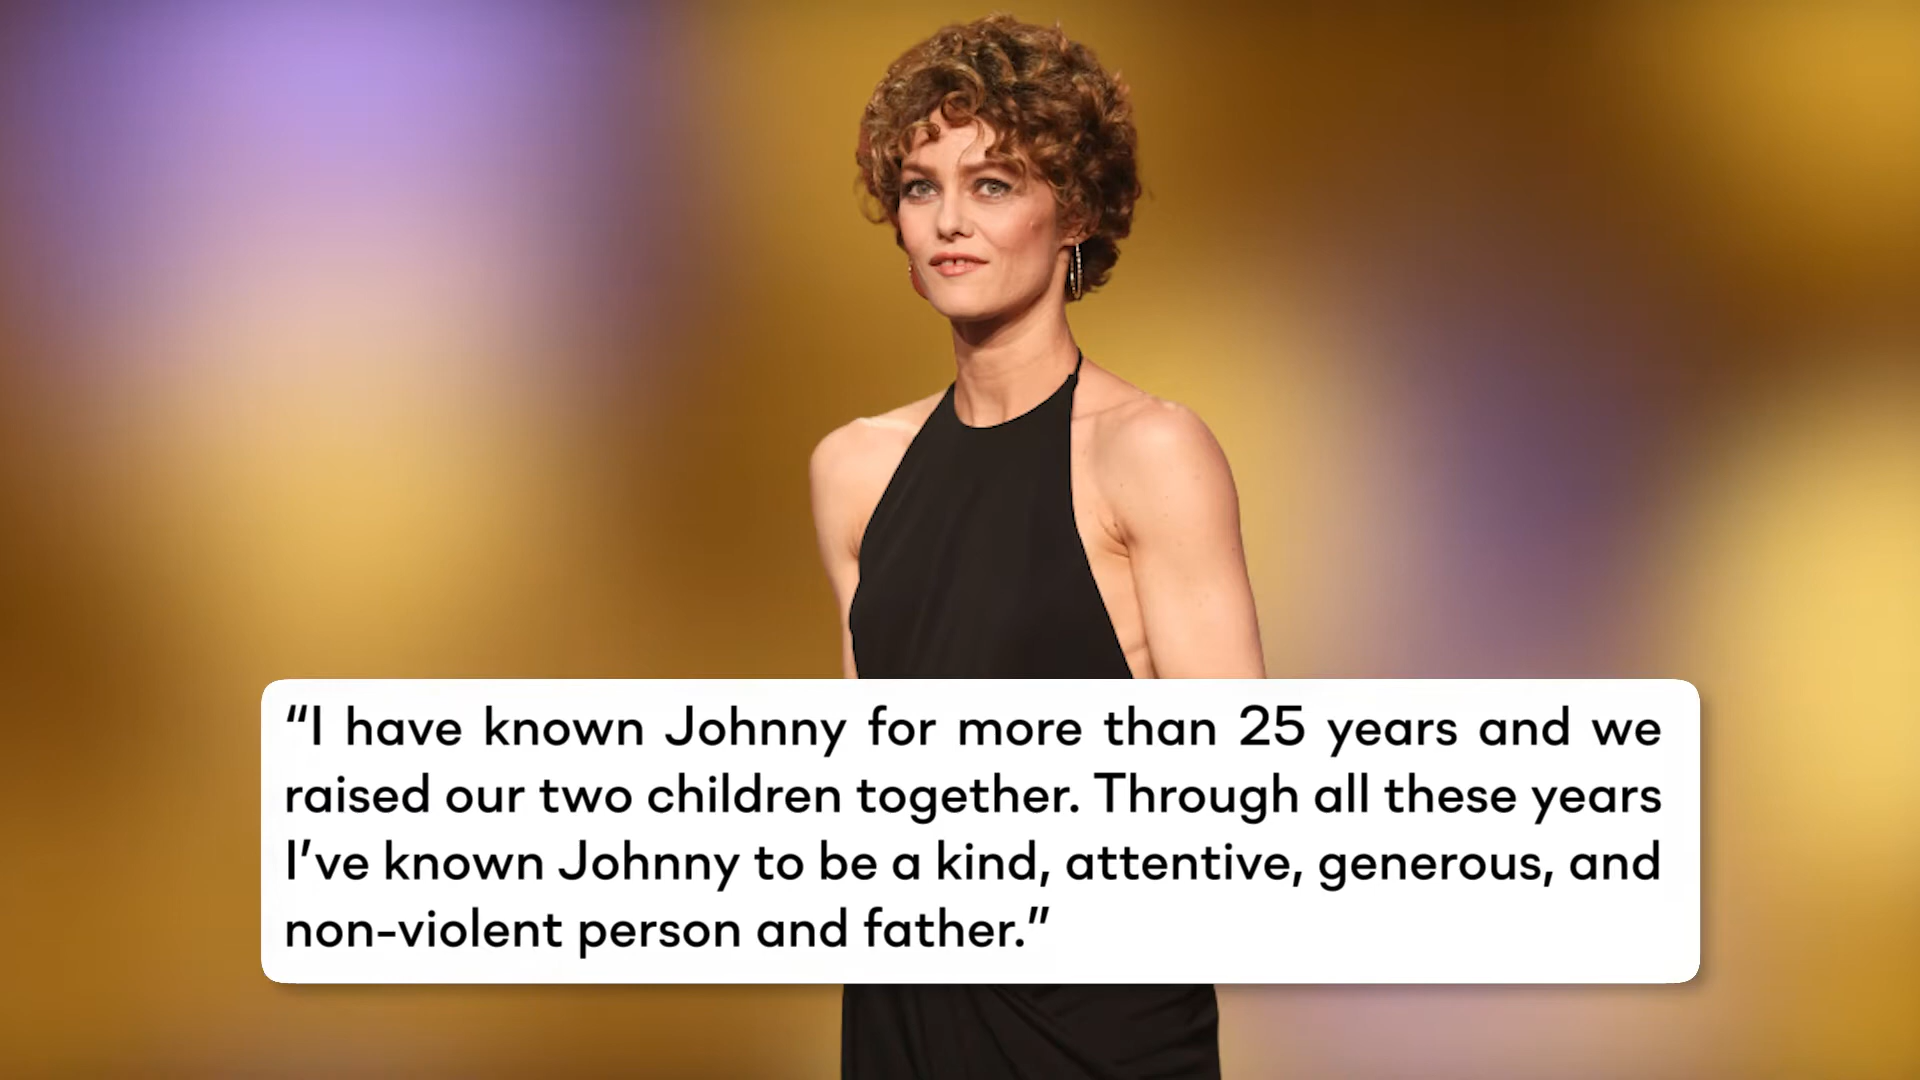 “I have known Johnny for more than 25 years and we
raised our two children together. Through all these years
I’ve known Johnny to be a kind, attentive, generous, and
non-violent person and father.”